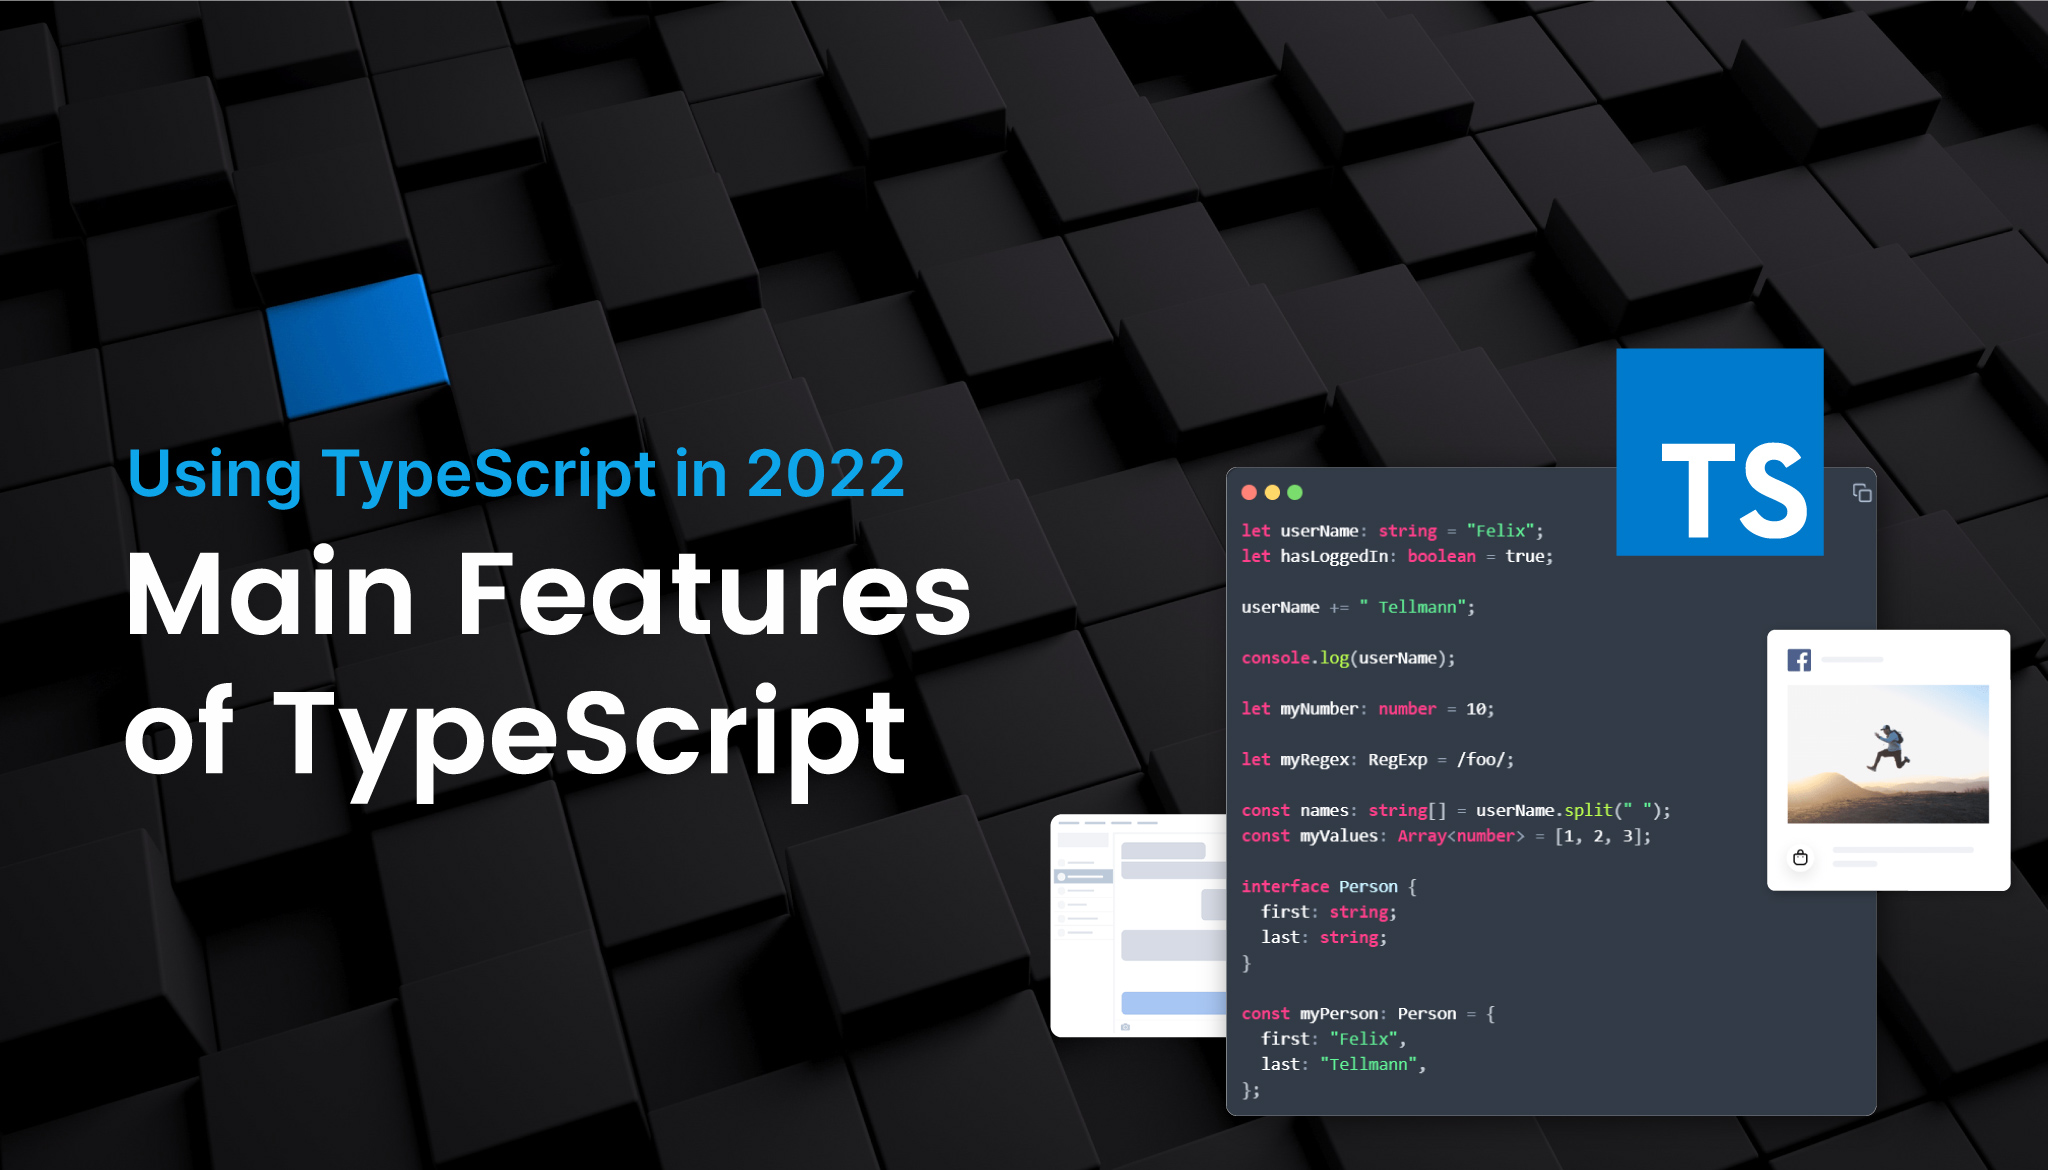 Using TypeScript in 2022
Main Features
of TypeScript
TS
let userName: string = "Felix";
let hasLoggedIn: boolean = true;
userName += " Tellmann";
console.log(userName);
let myNumber: number = 10;
let myRegex: RegExp = /foo/;
const names: string[] = userName.split(" ");
const myValues: Array<number> = [1, 2, 3];
interface Person {
  first: string;
  last: string;
}
const myPerson: Person = {
  first: "Felix",
  last: "Tellmann",
};